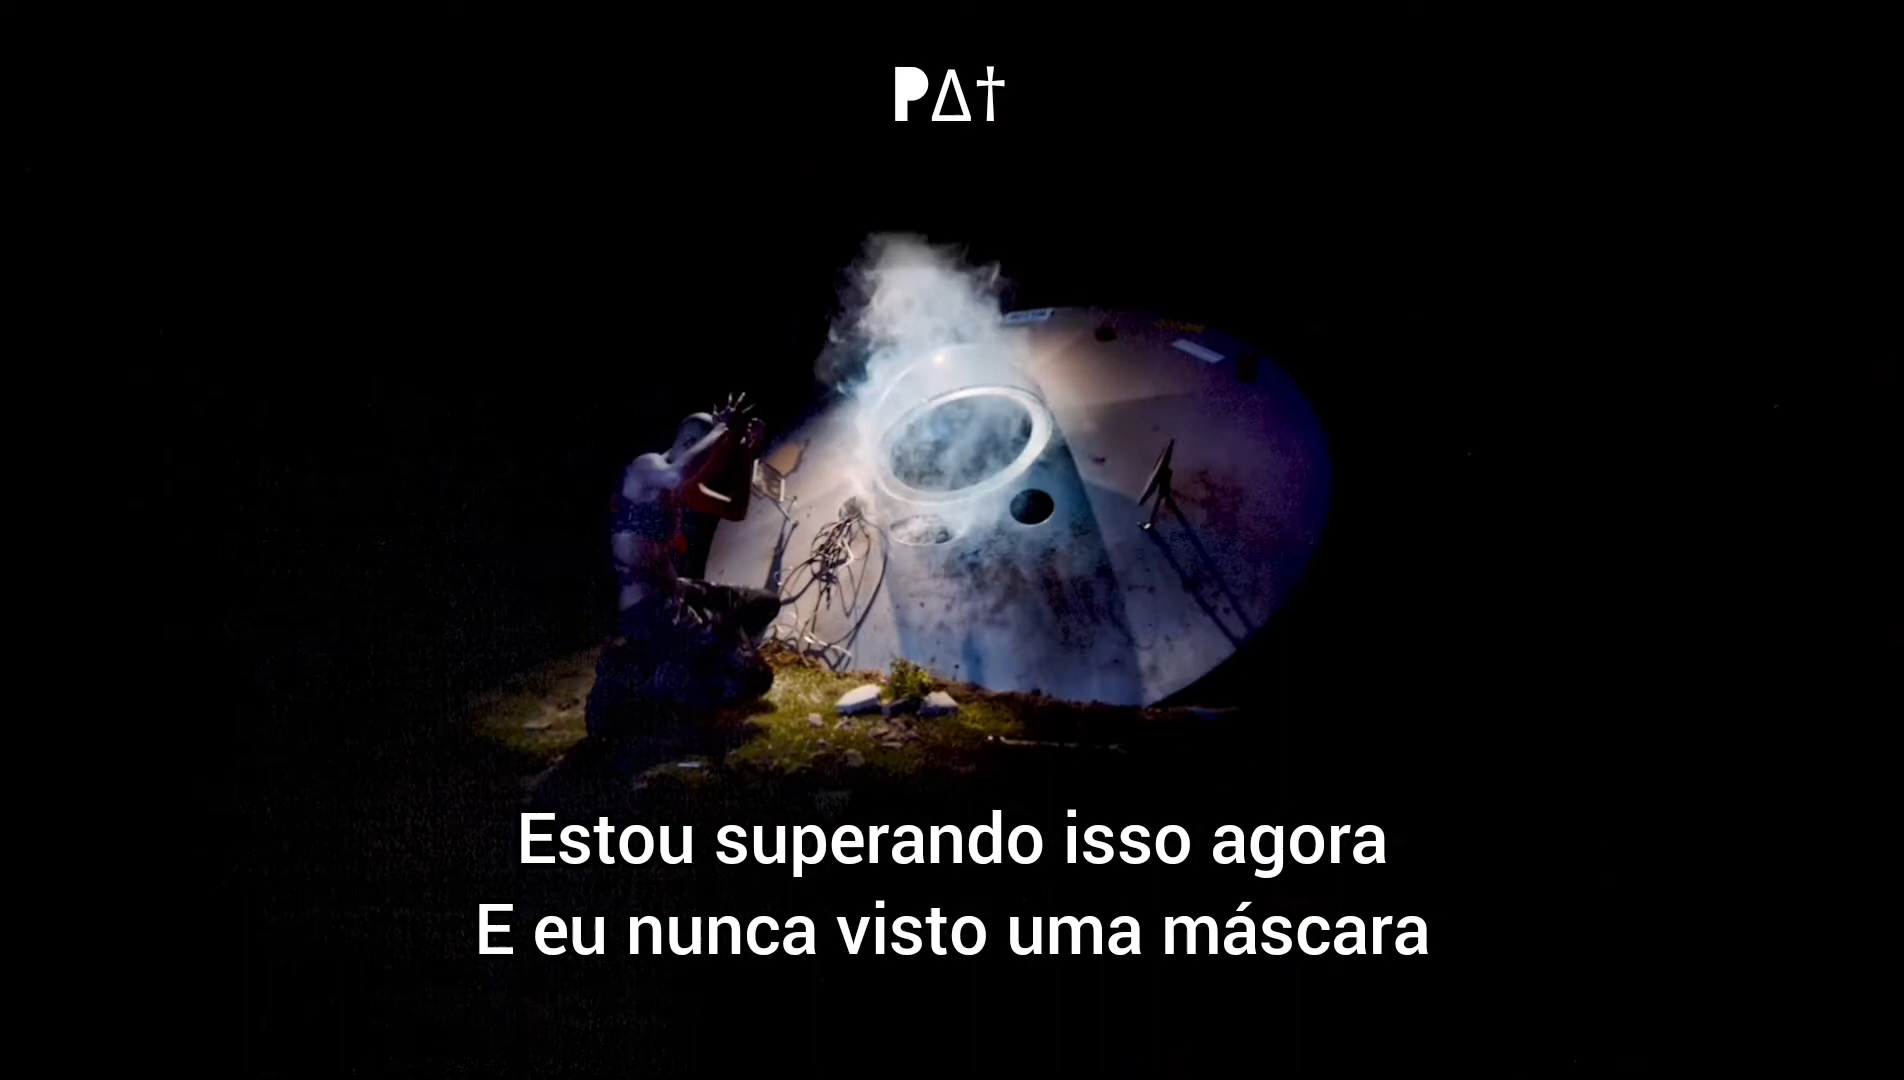 PΔ†
Estou superando isso agora
E eu nunca visto uma máscara